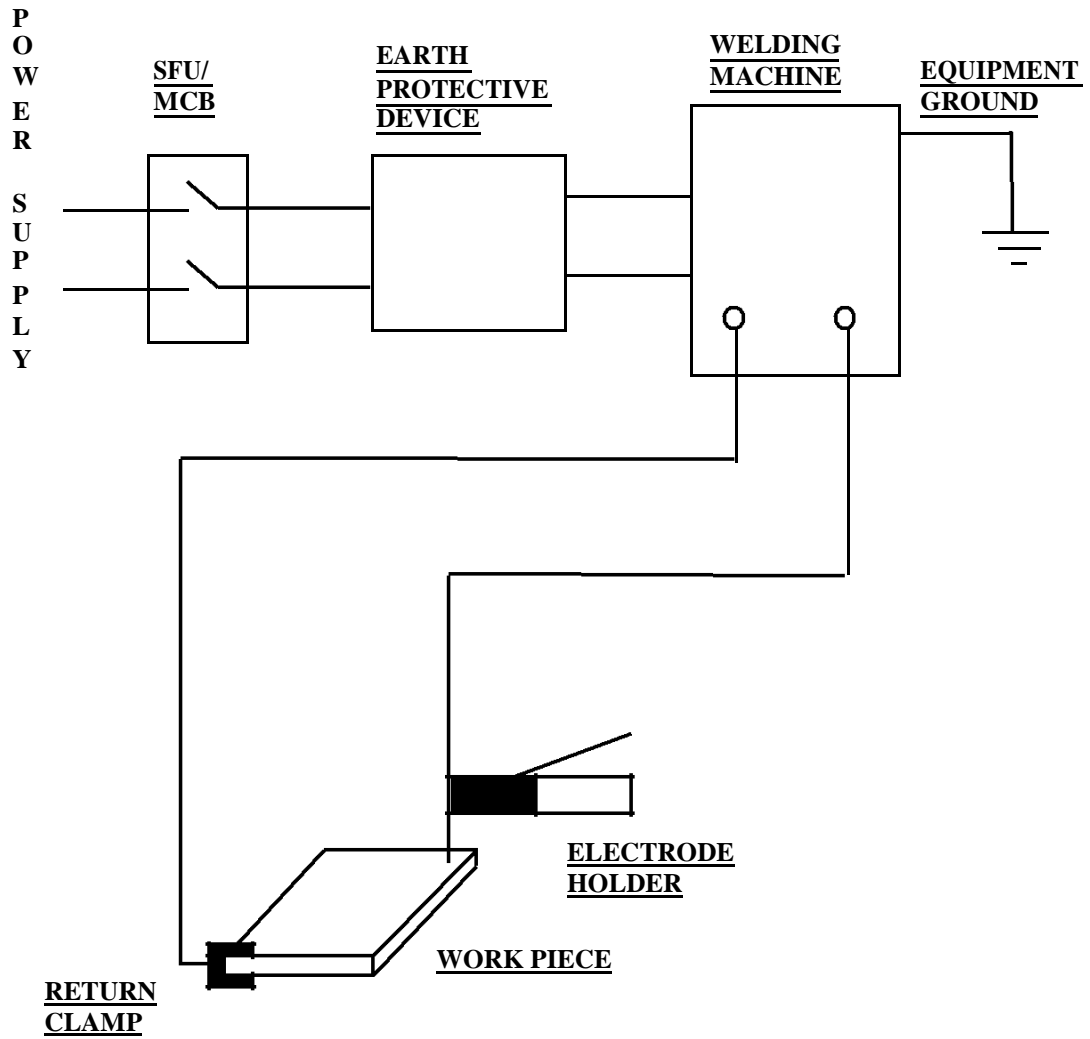 POWER SUPPLY
SFU/
MCB
EARTH
PROTECTIVE
DEVICE
WELDING
MACHINE
EQUIPMENT
GROUND
ELECTRODE
HOLDER
WORK PIECE
RETURN
CLAMP